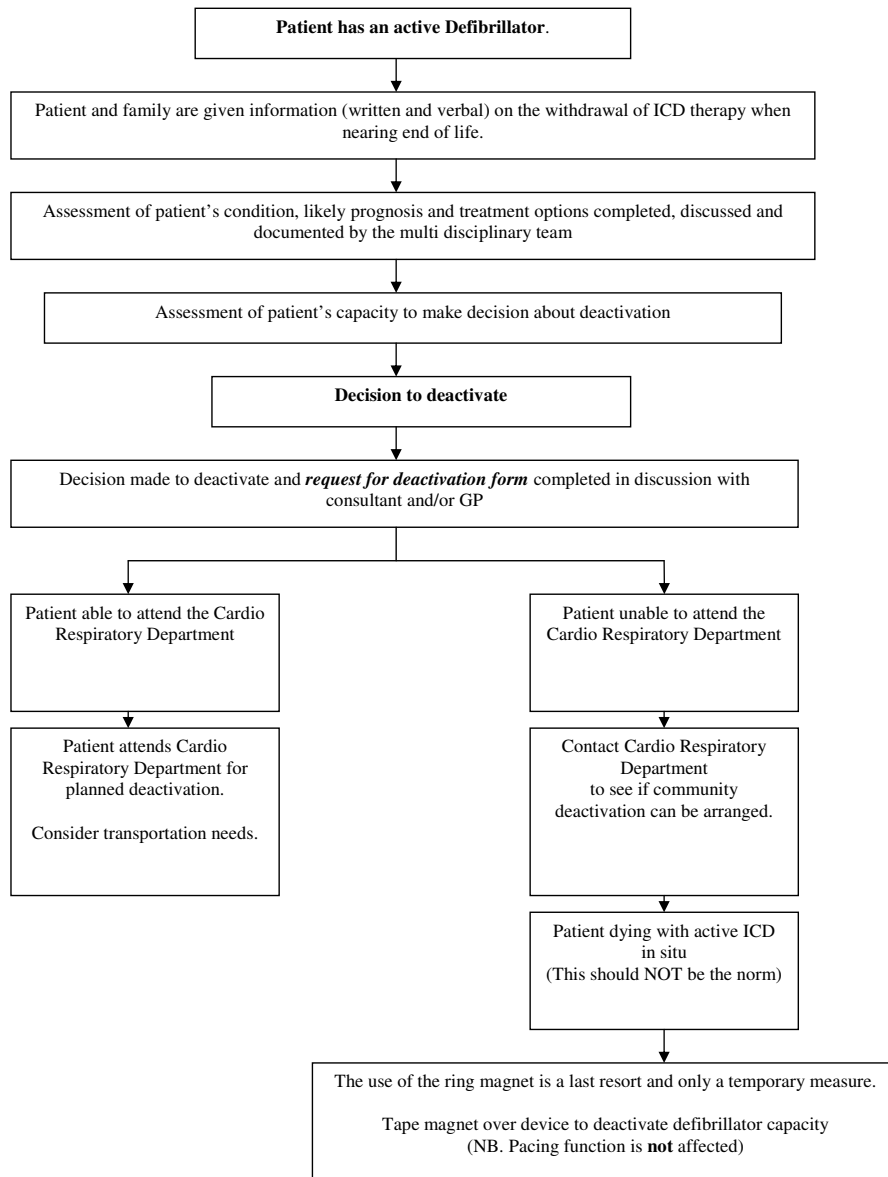 Patient has an active Defibrillator.
Patient and family are given information (written and verbal) on the withdrawal of ICD therapy when
nearing end of life.
Assessment of patient's condition, likely prognosis and treatment options completed, discussed and
documented by the multi disciplinary team
Assessment of patient's capacity to make decision about deactivation
Decision to deactivate
Decision made to deactivate and request for deactivation form completed in discussion with
consultant and/or GP
Patient able to attend the Cardio
Respiratory Department
Patient attends Cardio
Respiratory Department for
planned deactivation.
Consider transportation needs.
Patient unable to attend the
Cardio Respiratory Department
Contact Cardio Respiratory
Department
to see if community
deactivation can be arranged.
Patient dying with active ICD
in situ
(This should NOT be the norm)
The use of the ring magnet is a last resort and only a temporary measure.
Tape magnet over device to deactivate defibrillator capacity
(NB. Pacing function is not affected)